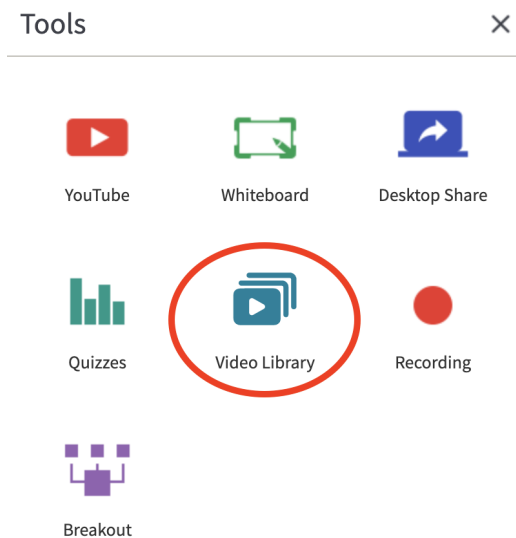 Tools
YouTube
Whiteboard
Desktop Share
Quizzes
Video Library
Recording
Breakout